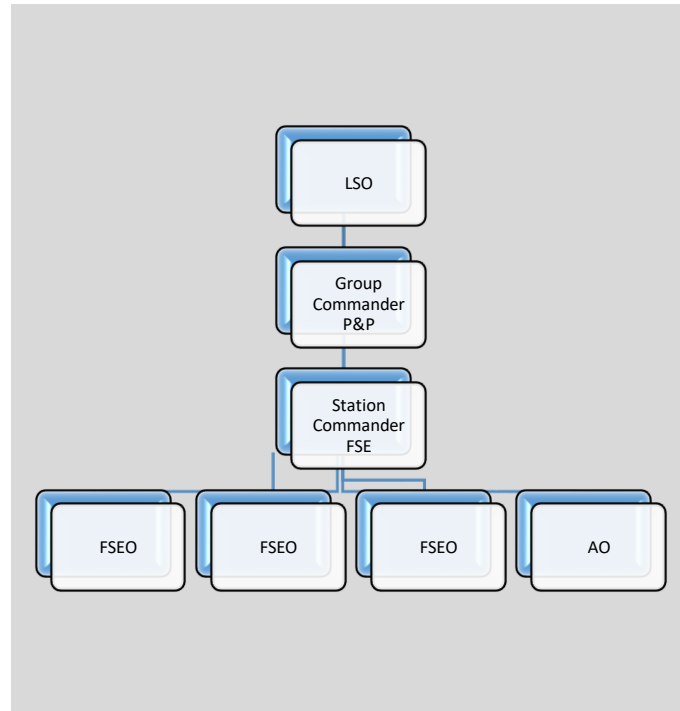 LSO
Group
Commander
P&P
Station
Commander
FSE
FSEO
FSEO
FSEO
AO